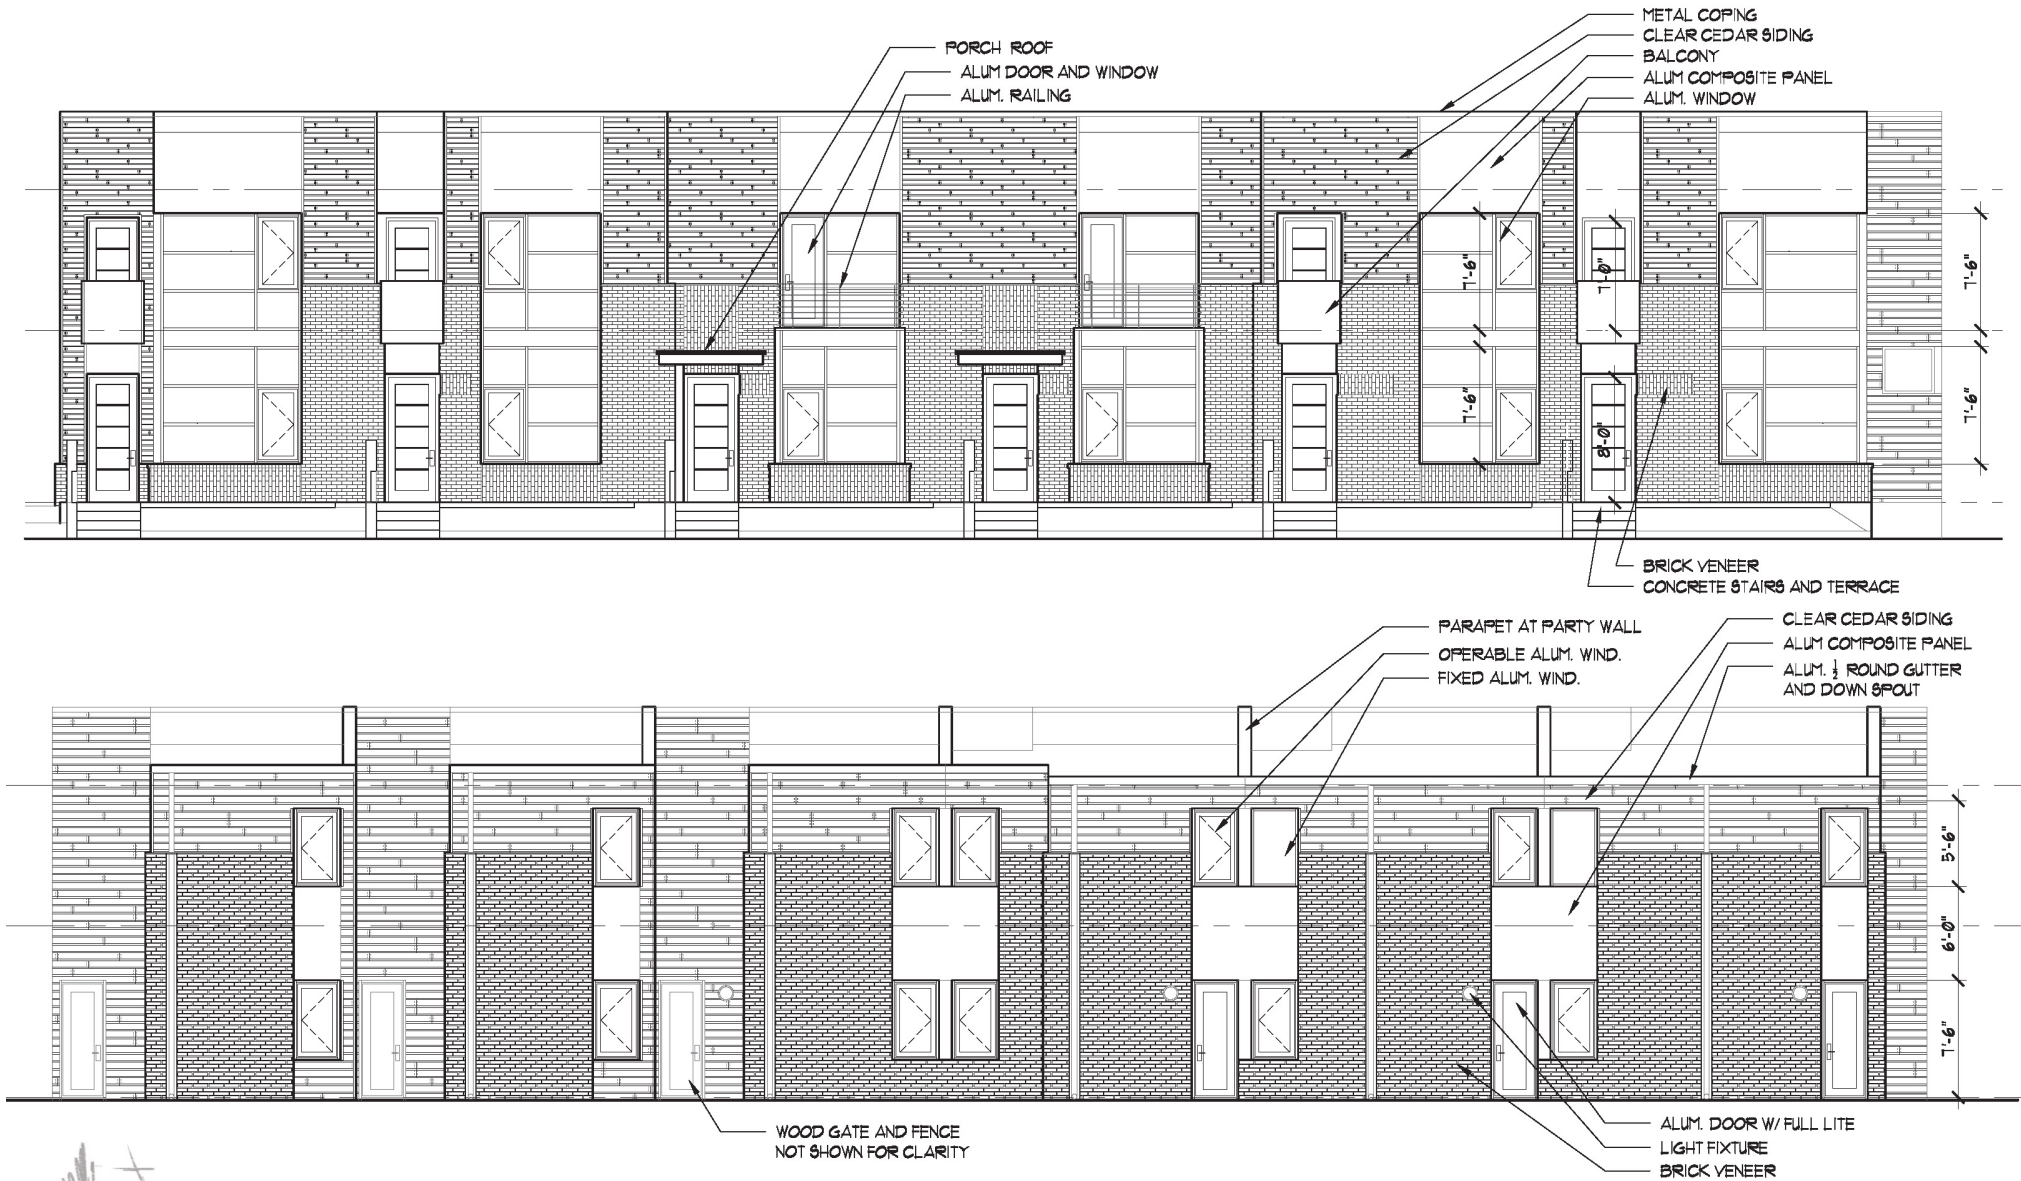 METAL COPING
CLEAR CEDAR SIDING
BALCONY
ALUM COMPOSITE PANEL
ALUM. WINDOW
PORCH ROOF
ALUM DOOR AND WINDOW
ALUM. RAILING
7'-6"
7'-0"
7'-6"
7'-6"
8'-0"
7'-6"
BRICK VENEER
CONCRETE STAIRS AND TERRACE
PARAPET AT PARTY WALL
OPERABLE ALUM. WIND.
FIXED ALUM. WIND.
CLEAR CEDAR SIDING
ALUM COMPOSITE PANEL
ALUM. ½ ROUND GUTTER
AND DOWN SPOUT
5'-6"
6'-0"
7'-6"
WOOD GATE AND FENCE
NOT SHOWN FOR CLARITY
ALUM. DOOR W/ FULL LITE
LIGHT FIXTURE
BRICK VENEER